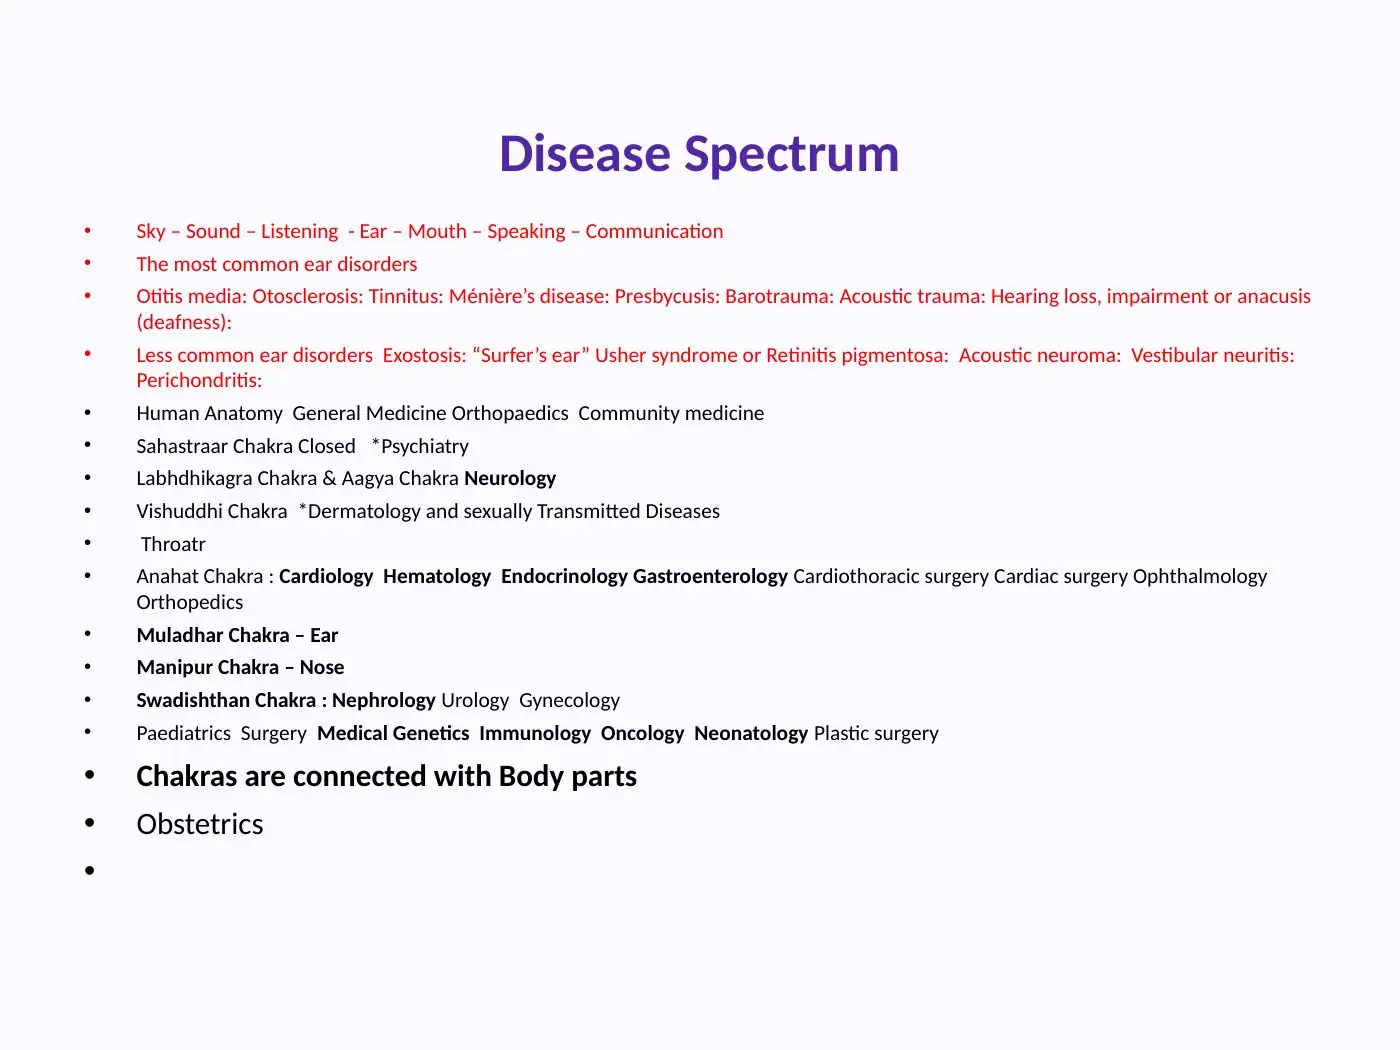 Disease Spectrum
• Sky – Sound – Listening  - Ear – Mouth – Speaking – Communication
• The most common ear disorders
• Otitis media: Otosclerosis: Tinnitus: Ménière’s disease: Presbycusis: Barotrauma: Acoustic trauma: Hearing loss, impairment or anacusis
(deafness):
• Less common ear disorders  Exostosis: “Surfer’s ear” Usher syndrome or Retinitis pigmentosa:  Acoustic neuroma:  Vestibular neuritis:
Perichondritis:
• Human Anatomy  General Medicine Orthopaedics  Community medicine
• Sahastraar Chakra Closed   *Psychiatry
• Labhdhikagra Chakra & Aagya Chakra Neurology
• Vishuddhi Chakra  *Dermatology and sexually Transmitted Diseases
•  Throatr
• Anahat Chakra : Cardiology  Hematology  Endocrinology Gastroenterology Cardiothoracic surgery Cardiac surgery Ophthalmology
Orthopedics
• Muladhar Chakra – Ear
• Manipur Chakra – Nose
• Swadishthan Chakra : Nephrology Urology  Gynecology
• Paediatrics  Surgery  Medical Genetics  Immunology  Oncology  Neonatology Plastic surgery
• Chakras are connected with Body parts
• Obstetrics
•